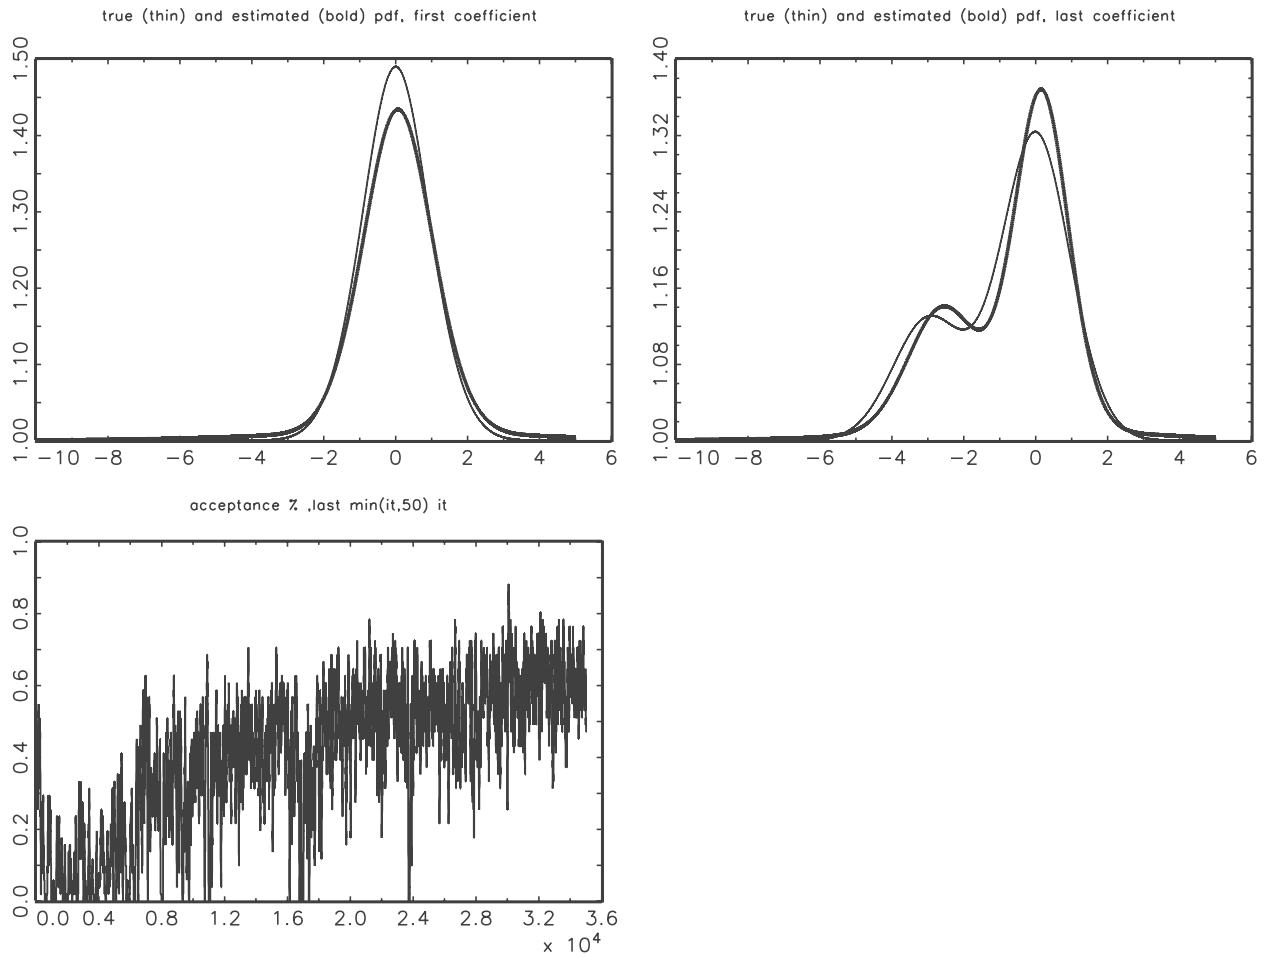 true (thin) and estimated (bold) pdf, first coefficient
1.50
1.40
1.30
1.20
1.10
1.00
-10 -8 -6 -4 -2 0 2 4 6
true (thin) and estimated (bold) pdf, last coefficient
1.40
1.32
1.24
1.16
1.08
1.00
-10 -8 -6 -4 -2 0 2 4 6
acceptance % ,last min(it,50) it
1.0
0.8
0.6
0.4
0.2
0.0
0.0 0.4 0.8 1.2 1.6 2.0 2.4 2.8 3.2 3.6
x 10⁴